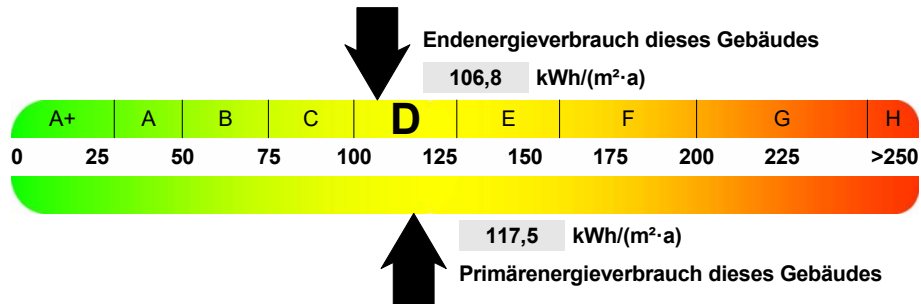 Endenergieverbrauch dieses Gebäudes
106,8 kWh/(m²·a)
A+ A B C D E F G H
0 25 50 75 100 125 150 175 200 225 >250
117,5 kWh/(m²·a)
Primärenergieverbrauch dieses Gebäudes